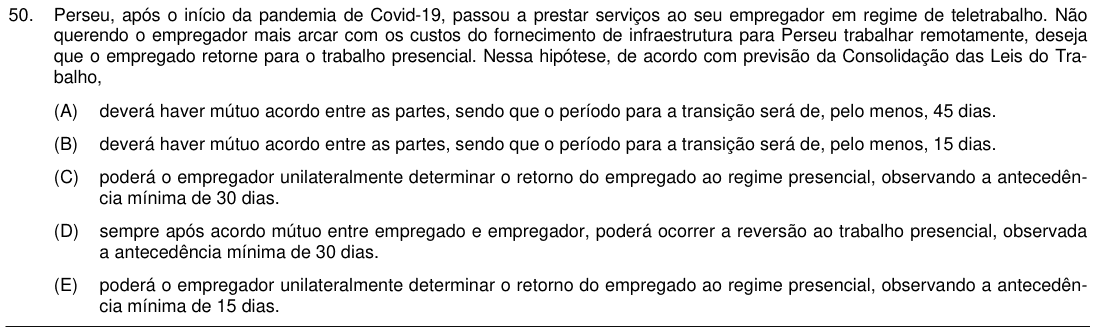 50. Perseu, após o início da pandemia de Covid-19, passou a prestar serviços ao seu empregador em regime de teletrabalho. Não
querendo o empregador mais arcar com os custos do fornecimento de infraestrutura para Perseu trabalhar remotamente, deseja
que o empregado retorne para o trabalho presencial. Nessa hipótese, de acordo com previsão da Consolidação das Leis do Tra-
balho,
(A) deverá haver mútuo acordo entre as partes, sendo que o período para a transição será de, pelo menos, 45 dias.
(B) deverá haver mútuo acordo entre as partes, sendo que o período para a transição será de, pelo menos, 15 dias.
(C) poderá o empregador unilateralmente determinar o retorno do empregado ao regime presencial, observando a antecedên-
cia mínima de 30 dias.
(D) sempre após acordo mútuo entre empregado e empregador, poderá ocorrer a reversão ao trabalho presencial, observada
a antecedência mínima de 30 dias.
(E) poderá o empregador unilateralmente determinar o retorno do empregado ao regime presencial, observando a antecedên-
cia mínima de 15 dias.